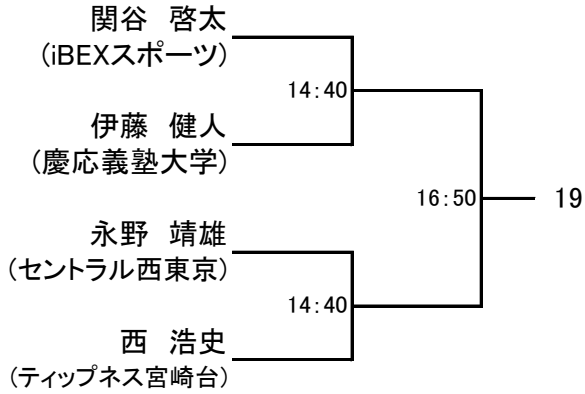 関谷　啓太
(iBEXスポーツ)
14:40
伊藤　健人
(慶応義塾大学)
16:50
19
永野　靖雄
(セントラル西東京)
14:40
西　浩史
(ティップネス宮崎台)